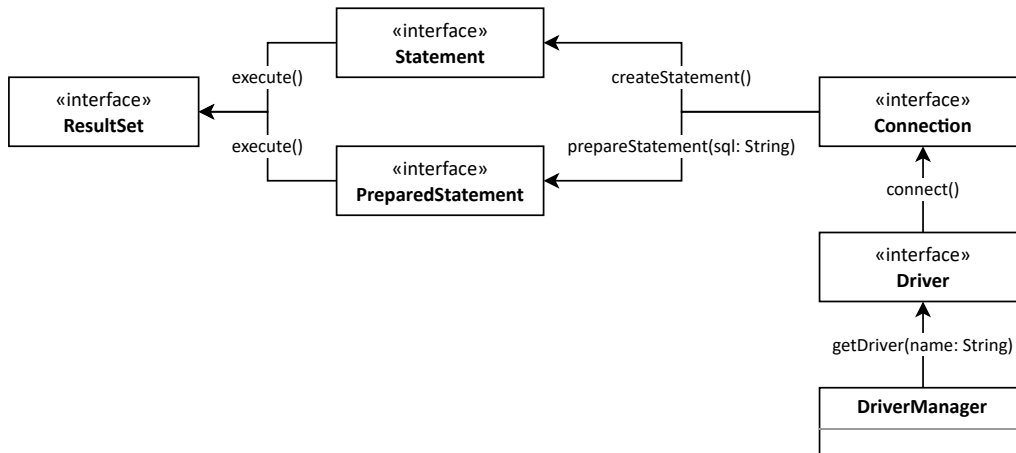 «interface»
Statement
execute()
createStatement()
«interface»
ResultSet
«interface»
Connection
execute()
prepareStatement(sql: String)
«interface»
PreparedStatement
connect()
«interface»
Driver
getDriver(name: String)
DriverManager